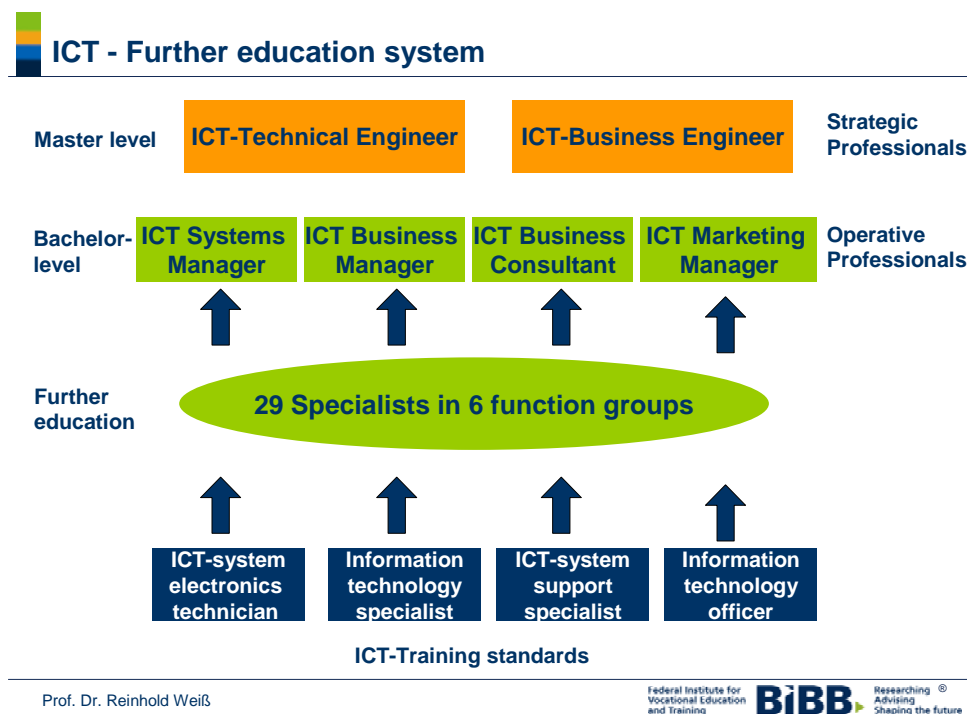 ICT - Further education system
Master level
ICT-Technical Engineer
ICT-Business Engineer
Strategic
Professionals
Bachelor-
level
ICT Systems
Manager
ICT Business
Manager
ICT Business
Consultant
ICT Marketing
Manager
Operative
Professionals
Further
education
29 Specialists in 6 function groups
ICT-system
electronics
technician
Information
technology
specialist
ICT-system
support
specialist
Information
technology
officer
ICT-Training standards
Prof. Dr. Reinhold Weiß
Federal Institute for
Vocational Education
and Training
BiBB
Researching
Advising
Shaping the future
®